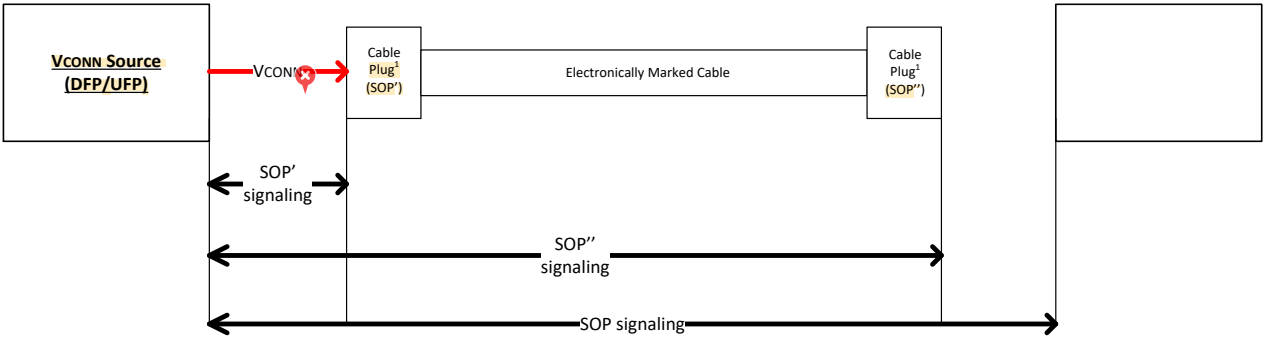 VCONN Source
(DFP/UFP)
VCONN
Cable
Plug¹
(SOP')
Electronically Marked Cable
Cable
Plug¹
(SOP'')
SOP'
signaling
SOP''
signaling
SOP signaling